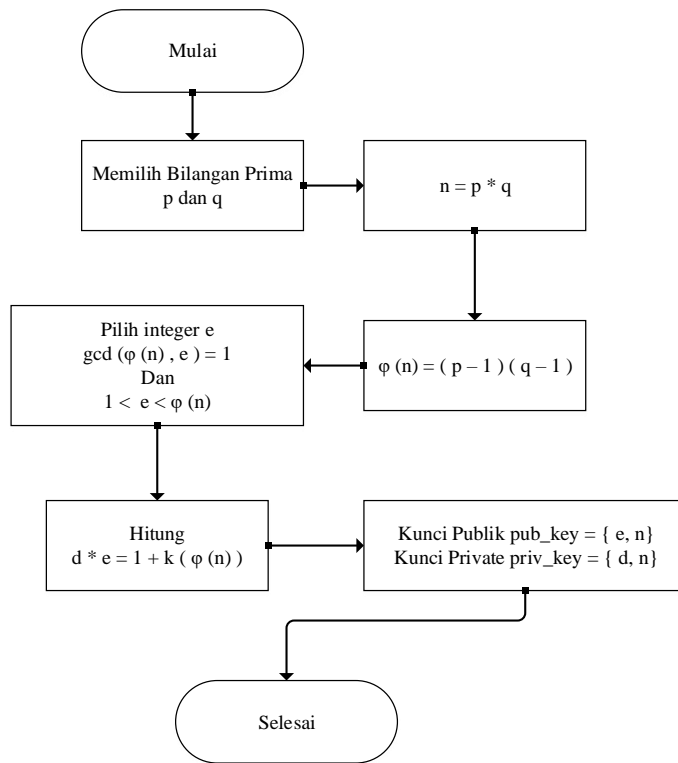 Mulai
Memilih Bilangan Prima
p dan q
n = p * q
φ (n) = ( p – 1 ) ( q – 1 )
Pilih integer e
gcd (φ (n) , e ) = 1
Dan
1 < e < φ (n)
Hitung
d * e = 1 + k ( φ (n) )
Kunci Publik pub_key = { e, n}
Kunci Private priv_key = { d, n}
Selesai